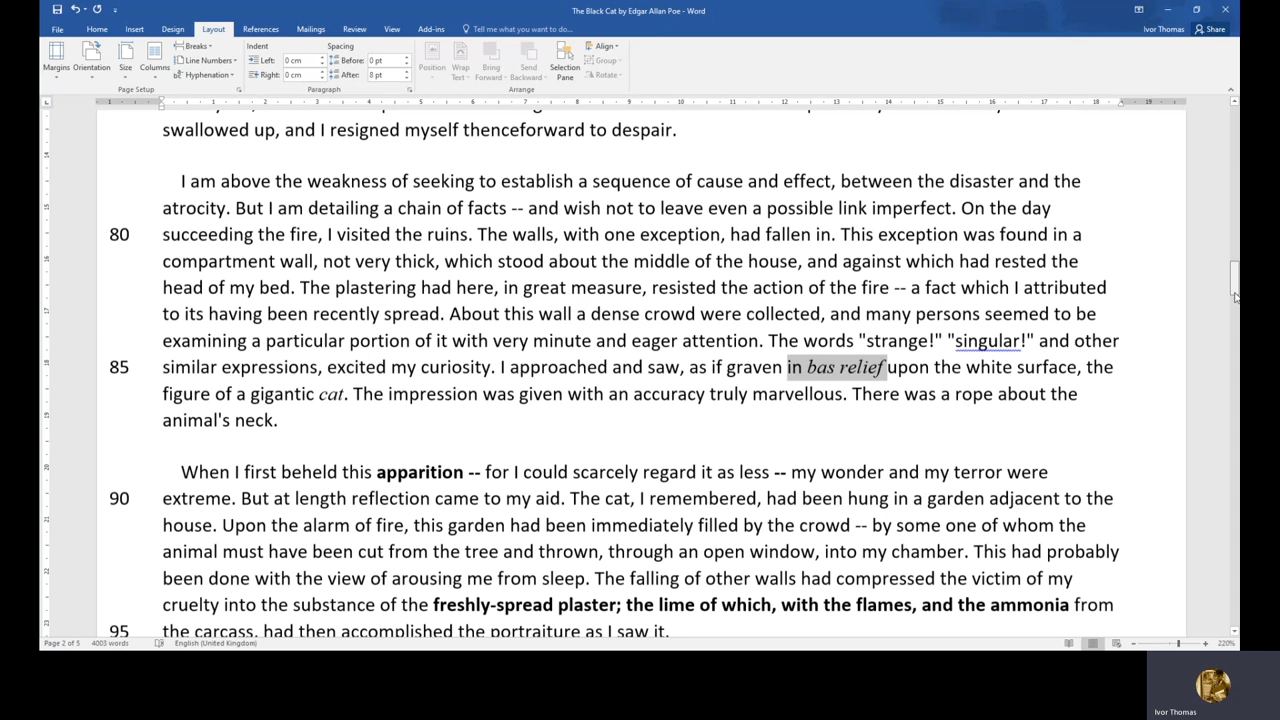 The Black Cat by Edgar Allan Poe - Word
File Home Insert Design Layout References Mailings Review View Add-ins Tell me what you want to do... Ivor Thomas Share
Margins Orientation Size Columns Breaks Line Numbers Hyphenation
Page Setup
Indent Spacing
Left: 0 cm Before: 0 pt
Right: 0 cm After: 8 pt
Paragraph
Position Wrap Text Bring Forward Send Backward Selection Pane Align Group Rotate
Arrange
swallowed up, and I resigned myself thenceforward to despair.
I am above the weakness of seeking to establish a sequence of cause and effect, between the disaster and the
atrocity. But I am detailing a chain of facts -- and wish not to leave even a possible link imperfect. On the day
80 succeeding the fire, I visited the ruins. The walls, with one exception, had fallen in. This exception was found in a
compartment wall, not very thick, which stood about the middle of the house, and against which had rested the
head of my bed. The plastering had here, in great measure, resisted the action of the fire -- a fact which I attributed
to its having been recently spread. About this wall a dense crowd were collected, and many persons seemed to be
examining a particular portion of it with very minute and eager attention. The words "strange!" "singular!" and other
85 similar expressions, excited my curiosity. I approached and saw, as if graven in bas relief upon the white surface, the
figure of a gigantic cat. The impression was given with an accuracy truly marvellous. There was a rope about the
animal's neck.
When I first beheld this apparition -- for I could scarcely regard it as less -- my wonder and my terror were
90 extreme. But at length reflection came to my aid. The cat, I remembered, had been hung in a garden adjacent to the
house. Upon the alarm of fire, this garden had been immediately filled by the crowd -- by some one of whom the
animal must have been cut from the tree and thrown, through an open window, into my chamber. This had probably
been done with the view of arousing me from sleep. The falling of other walls had compressed the victim of my
cruelty into the substance of the freshly-spread plaster; the lime of which, with the flames, and the ammonia from
95 the carcass, had then accomplished the portraiture as I saw it.
Page 2 of 5 4003 words English (United Kingdom) 220%
Ivor Thomas